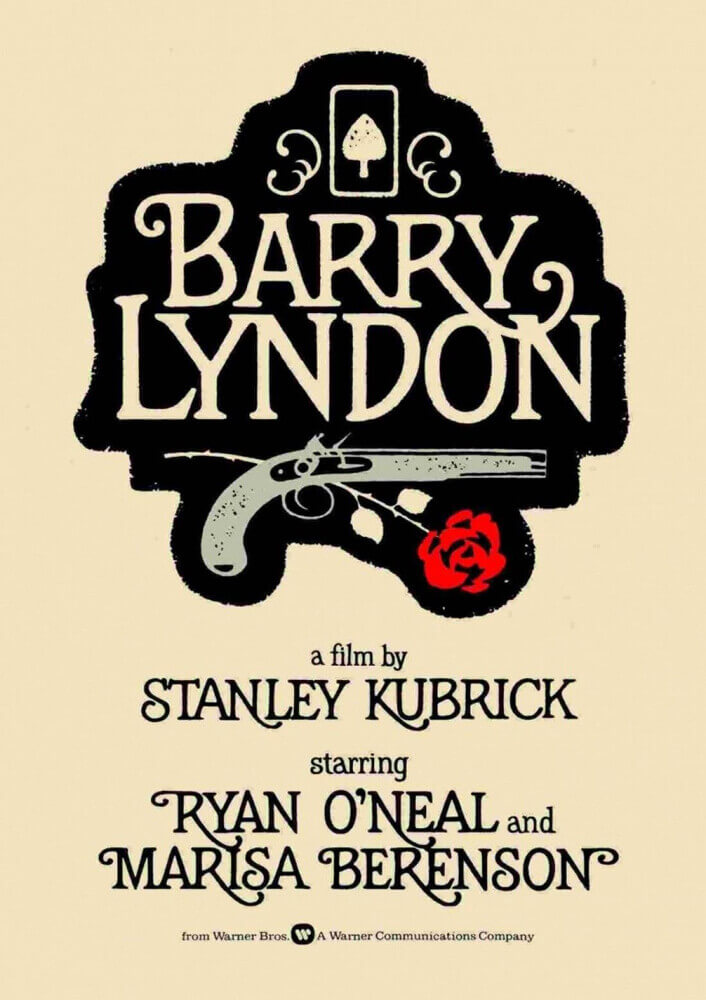 BARRY
LYNDON
a film by
STANLEY KUBRICK
starring
RYAN O'NEAL and
MARISA BERENSON
from Warner Bros. W A Warner Communications Company